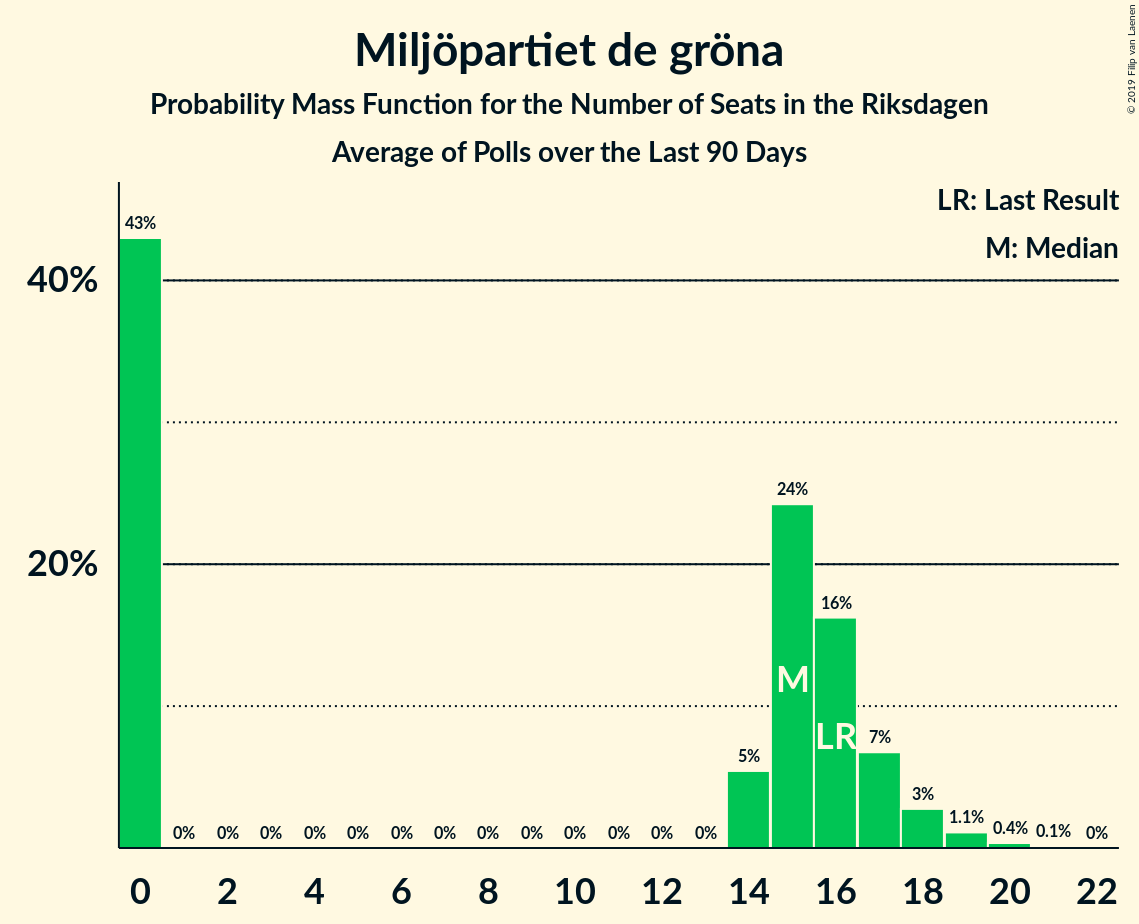 Miljöpartiet de gröna
Probability Mass Function for the Number of Seats in the Riksdagen
Average of Polls over the Last 90 Days
© 2019 Filip van Laenen
LR: Last Result
M: Median
40%
20%
43%
0%
0%
0%
0%
0%
0%
0%
0%
0%
0%
0%
0%
0%
5%
24%
16%
7%
3%
1.1%
0.4%
0.1%
0%
M
LR
0 2 4 6 8 10 12 14 16 18 20 22